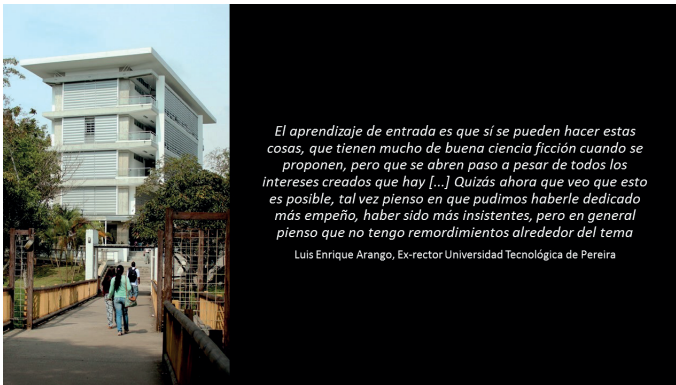 El aprendizaje de entrada es que sí se pueden hacer estas
cosas, que tienen mucho de buena ciencia ficción cuando se
proponen, pero que se abren paso a pesar de todos los
intereses creados que hay [...] Quizás ahora que veo que esto
es posible, tal vez pienso en que pudimos haberle dedicado
más empeño, haber sido más insistentes, pero en general
pienso que no tengo remordimientos alrededor del tema
Luis Enrique Arango, Ex-rector Universidad Tecnológica de Pereira